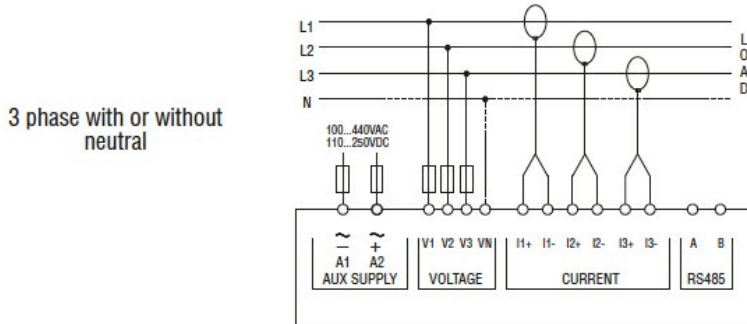 3 phase with or without
neutral
L1
L2
L3
N
LOAD
100...440VAC
110...250VDC
~ ~
– +
A1 A2
AUX SUPPLY
V1 V2 V3 VN
VOLTAGE
I1+ I1- I2+ I2- I3+ I3-
CURRENT
A B
RS485